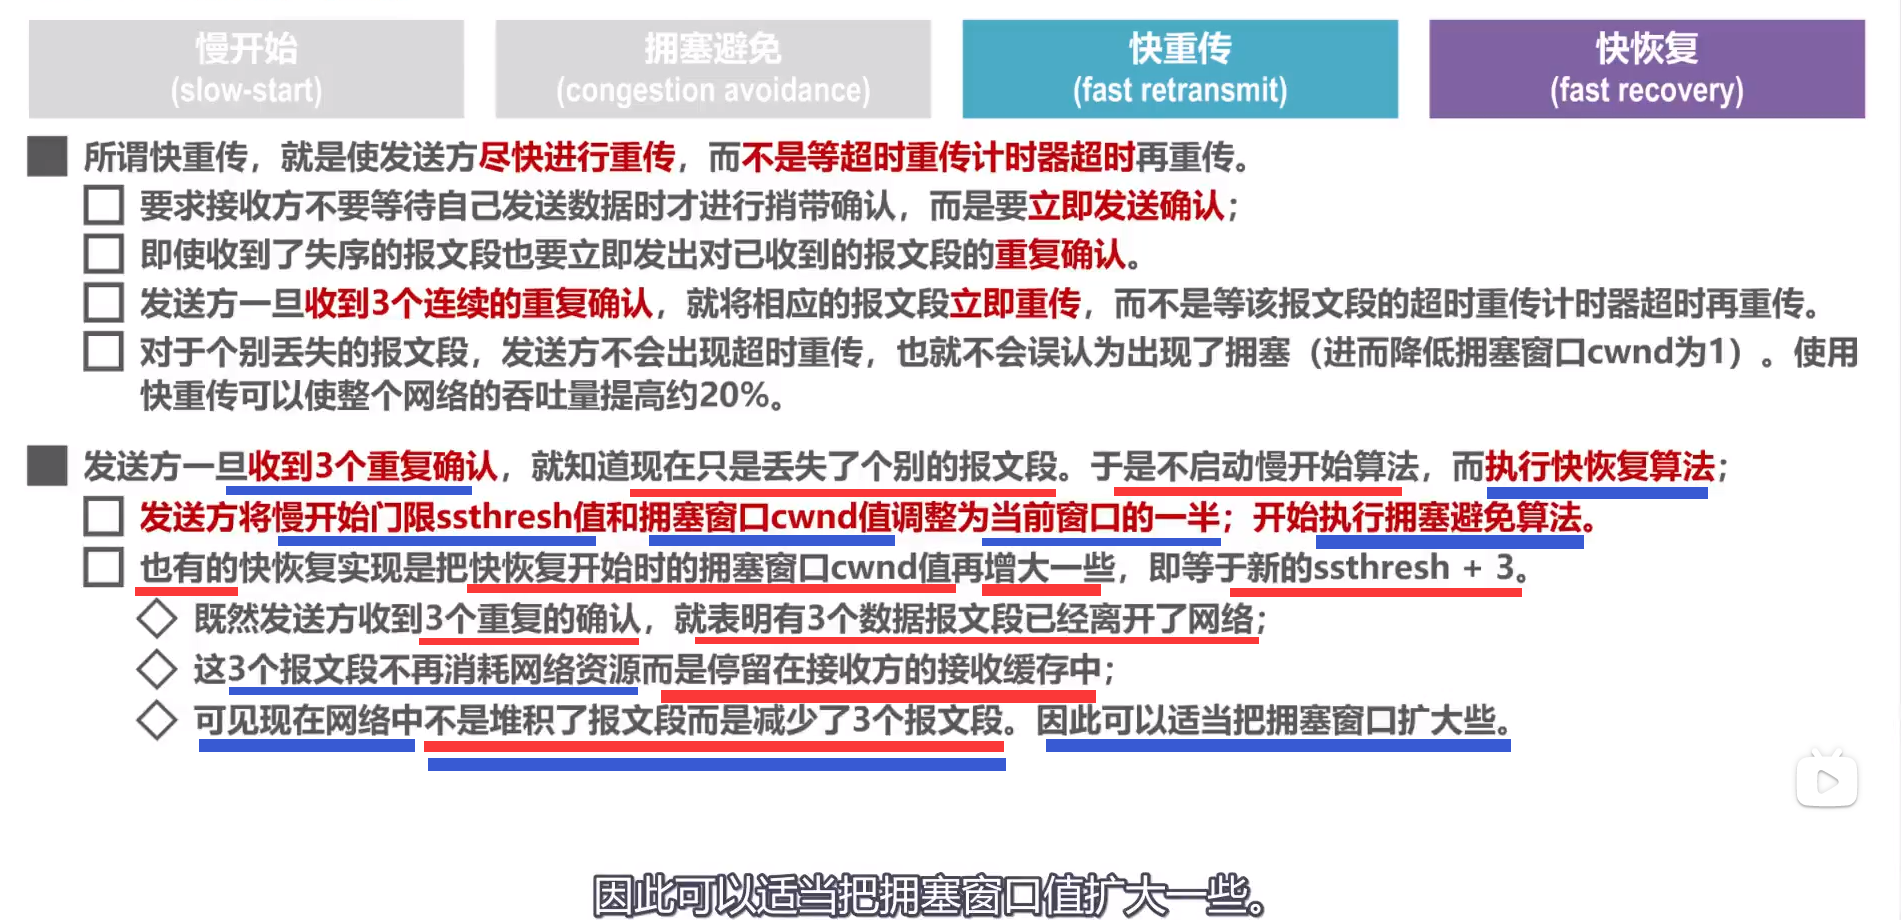 慢开始
(slow-start)
拥塞避免
(congestion avoidance)
快重传
(fast retransmit)
快恢复
(fast recovery)
所谓快重传，就是使发送方尽快进行重传，而不是等超时重传计时器超时再重传。
要求接收方不要等待自己发送数据时才进行捎带确认，而是要立即发送确认；
即使收到了失序的报文段也要立即发出对已收到的报文段的重复确认。
发送方一旦收到3个连续的重复确认，就将相应的报文段立即重传，而不是等该报文段的超时重传计时器超时再重传。
对于个别丢失的报文段，发送方不会出现超时重传，也就不会误认为出现了拥塞（进而降低拥塞窗口cwnd为1）。使用
快重传可以使整个网络的吞吐量提高约20%。
发送方一旦收到3个重复确认，就知道现在只是丢失了个别的报文段。于是不启动慢开始算法，而执行快恢复算法；
发送方将慢开始门限ssthresh值和拥塞窗口cwnd值调整为当前窗口的一半；开始执行拥塞避免算法。
也有的快恢复实现是把快恢复开始时的拥塞窗口cwnd值再增大一些，即等于新的ssthresh + 3。
既然发送方收到3个重复的确认，就表明有3个数据报文段已经离开了网络；
这3个报文段不再消耗网络资源而是停留在接收方的接收缓存中；
可见现在网络中不是堆积了报文段而是减少了3个报文段。因此可以适当把拥塞窗口扩大些。
因此可以适当把拥塞窗口值扩大一些。